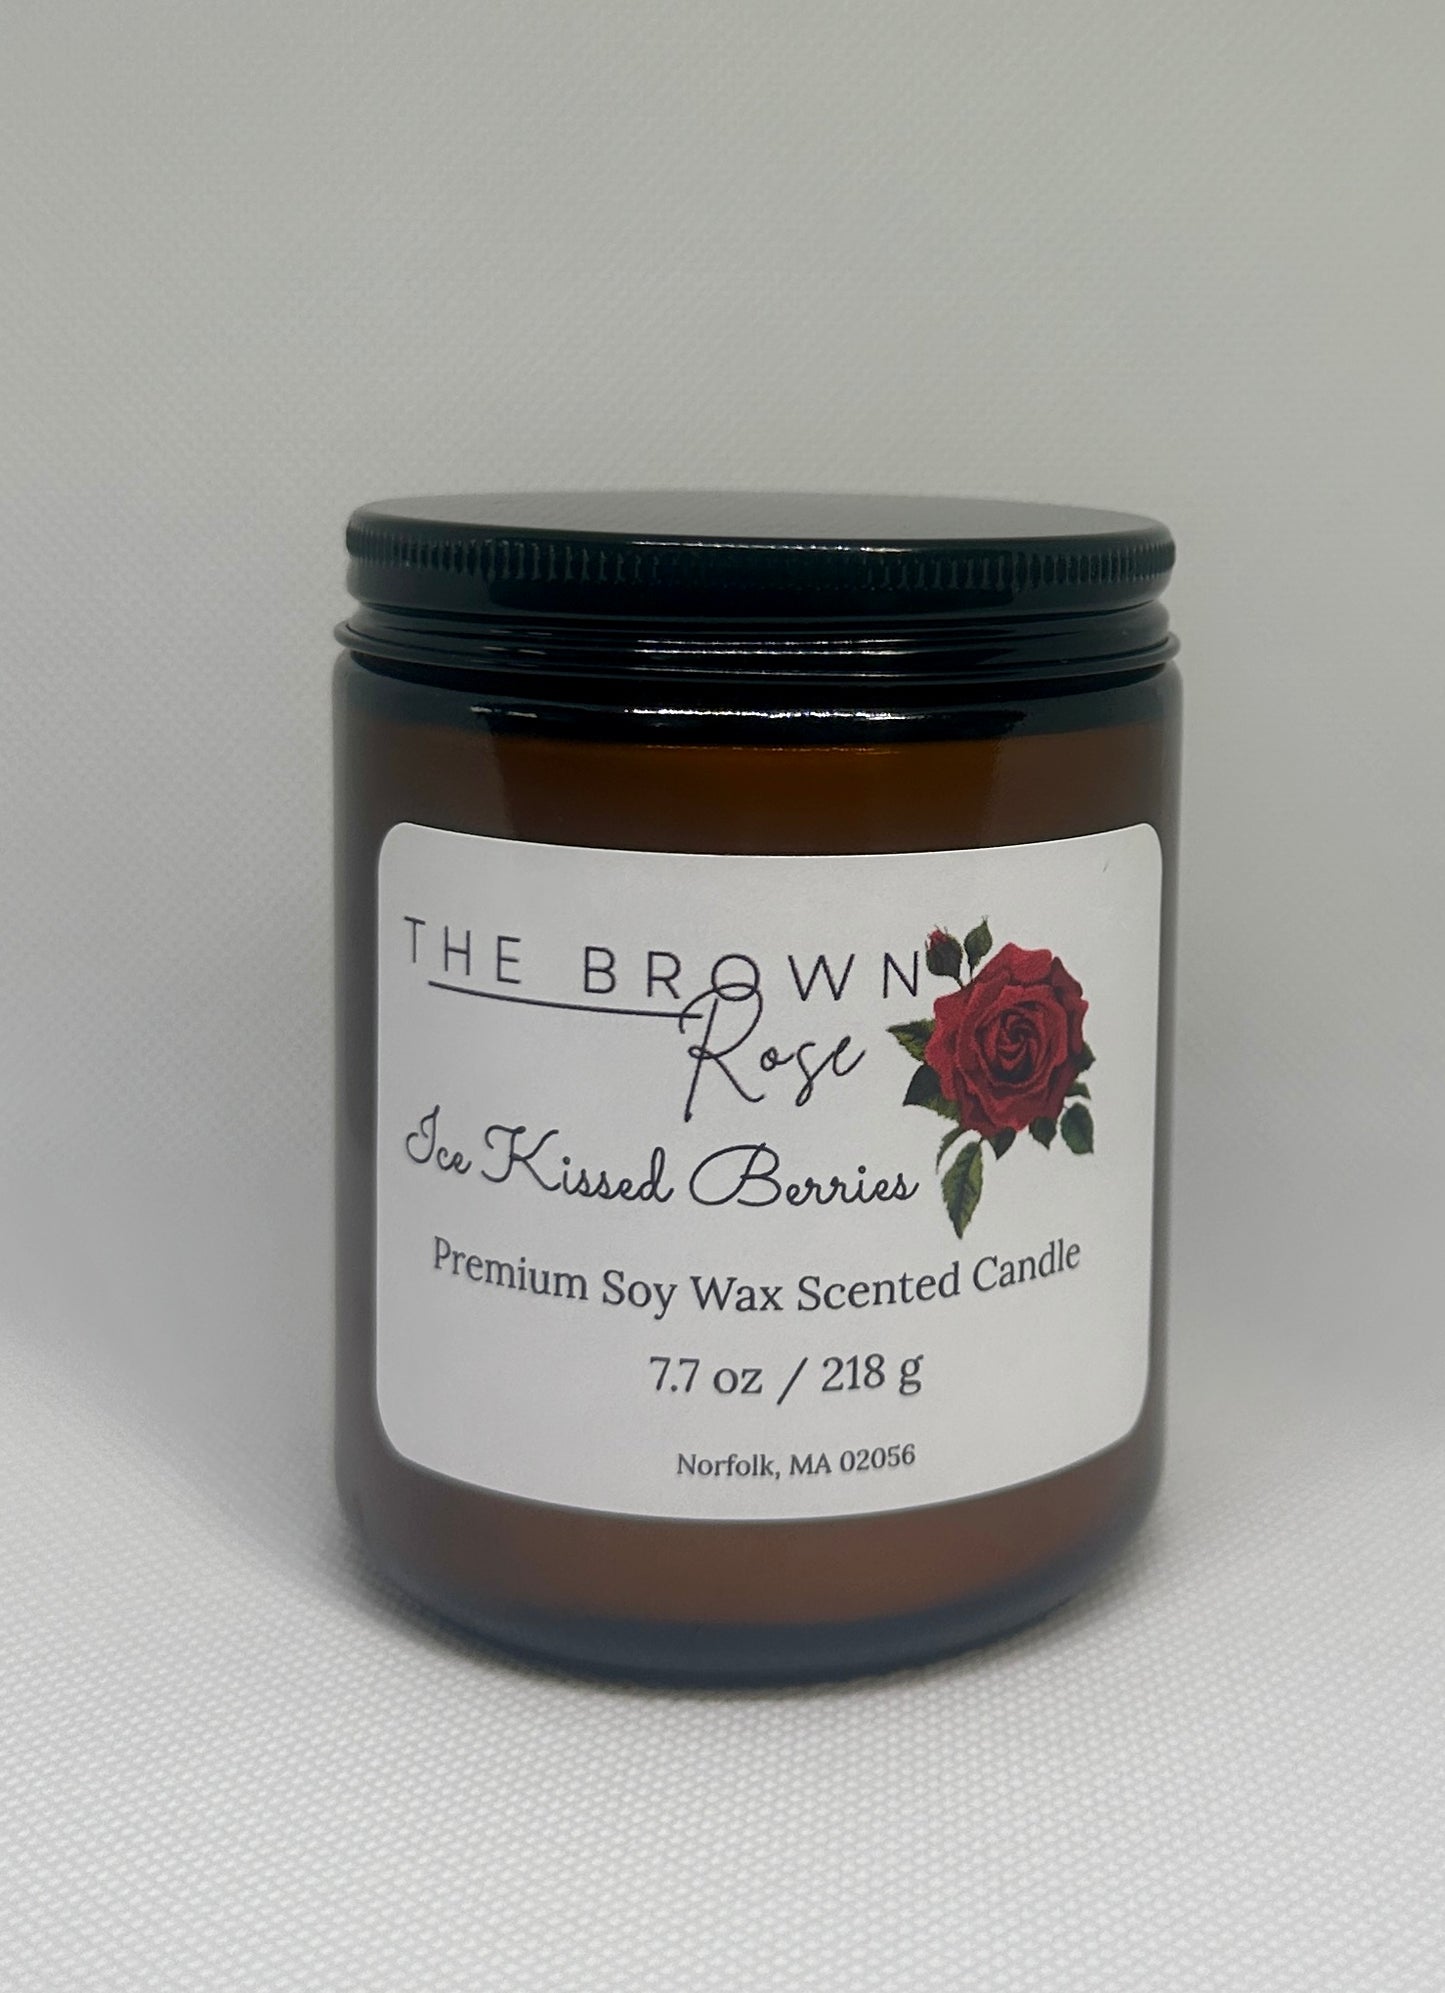 THE BROWN
Rose
Ice Kissed Berries
Premium Soy Wax Scented Candle
7.7 oz / 218 g
Norfolk, MA 02056